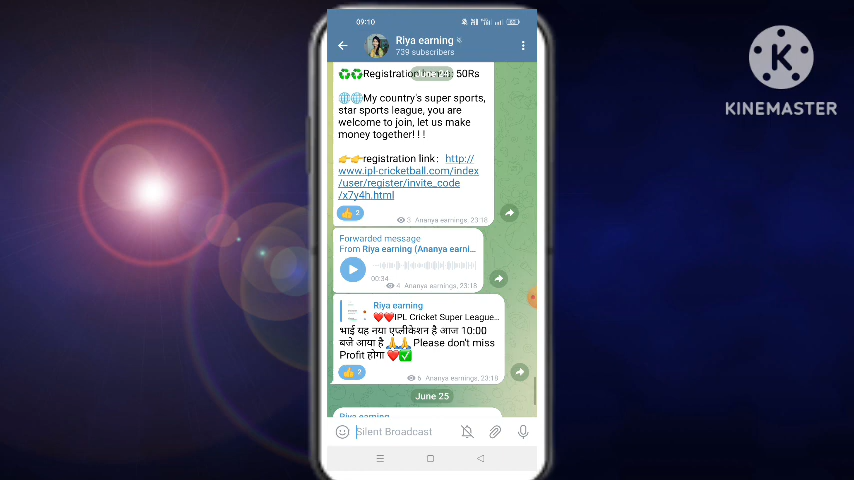 09:10
Riya earning
739 subscribers
KINEMASTER
♻️♻️Registration 50Rs
🌐🌐My country's super sports,
star sports league, you are
welcome to join, let us make
money together! ! !
👉👉registration link： http://
www.ipl-cricketball.com/index
/user/register/invite_code
/x7y4h.html
👍 2
3 Ananya earnings, 23:18
Forwarded message
From Riya earning (Ananya earni...
00:34
4 Ananya earnings, 23:18
Riya earning
❤️❤️IPL Cricket Super League...
भाई यह नया एप्लीकेशन है आज 10:00
बजे आया है 🙏🙏 Please don't miss
Profit होगा ❤️✅
👍 2
6 Ananya earnings, 23:18
June 25
Riya earning
Silent Broadcast